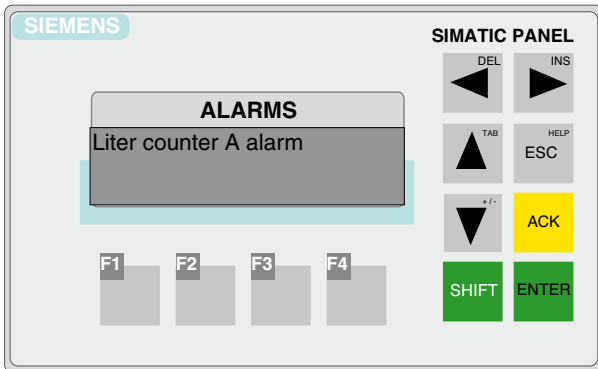 SIEMENS
SIMATIC PANEL
DEL
INS
ALARMS
Liter counter A alarm
TAB
HELP
ESC
+ / -
ACK
F1
F2
F3
F4
SHIFT
ENTER